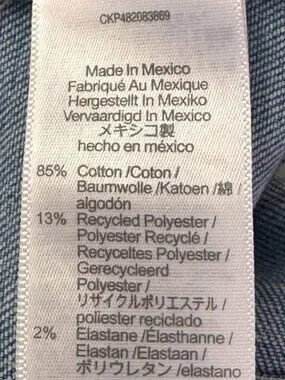 CKP482083869
Made In Mexico
Fabriqué Au Mexique
Hergestellt In Mexiko
Vervaardigd In Mexico
メキシコ製
hecho en méxico
85% Cotton /Coton /
Baumwolle /Katoen /綿 /
algodón
13% Recycled Polyester /
Polyester Recyclé /
Recyceltes Polyester /
Gerecycleerd
Polyester /
リサイクルポリエステル /
poliester reciclado
2% Elastane /Élasthanne /
Elastan /Elastaan /
ポリウレタン /elastano